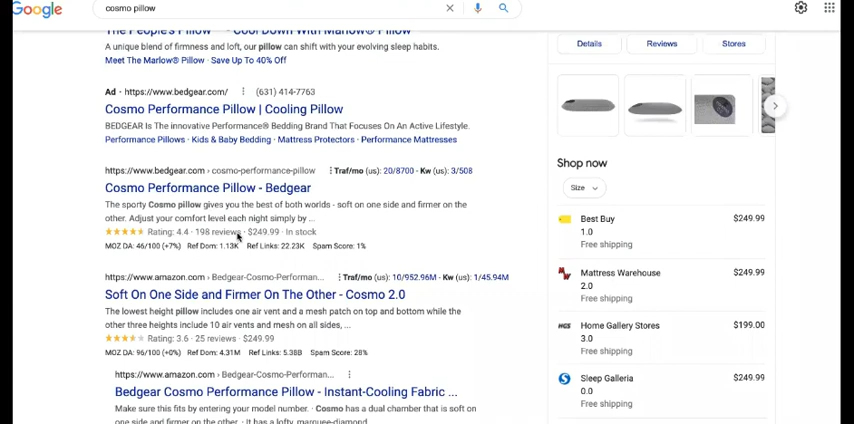 Google
cosmo pillow
The People's Pillow™ - Cool Down With Marlow® Pillow
A unique blend of firmness and loft, our pillow can shift with your evolving sleep habits.
Meet The Marlow® Pillow · Save Up To 40% Off
Ad · https://www.bedgear.com/ (631) 414-7763
Cosmo Performance Pillow | Cooling Pillow
BEDGEAR Is The innovative Performance® Bedding Brand That Focuses On An Active Lifestyle.
Performance Pillows · Kids & Baby Bedding · Mattress Protectors · Performance Mattresses
https://www.bedgear.com › cosmo-performance-pillow Traf/mo (us): 20/8700 - Kw (us): 3/508
Cosmo Performance Pillow - Bedgear
The sporty Cosmo pillow gives you the best of both worlds - soft on one side and firmer on the
other. Adjust your comfort level each night simply by ...
Rating: 4.4 · 198 reviews · $249.99 · In stock
MOZ DA: 46/100 (+7%) Ref Dom: 1.13K Ref Links: 22.23K Spam Score: 1%
https://www.amazon.com › Bedgear-Cosmo-Performan... Traf/mo (us): 10/952.96M - Kw (us): 1/45.94M
Soft On One Side and Firmer On The Other - Cosmo 2.0
The lowest height pillow includes one air vent and a mesh patch on top and bottom while the
other three heights include 10 air vents and mesh on all sides, ...
Rating: 3.6 · 25 reviews · $249.99
MOZ DA: 96/100 (+0%) Ref Dom: 4.31M Ref Links: 5.38B Spam Score: 28%
https://www.amazon.com › Bedgear-Cosmo-Performan...
Bedgear Cosmo Performance Pillow - Instant-Cooling Fabric ...
Make sure this fits by entering your model number. · Cosmo has a dual chamber that is soft on
one side and firmer on the other. · It has a lofty, marquee-diamond
Details
Reviews
Stores
Shop now
Size
Best Buy $249.99
1.0
Free shipping
Mattress Warehouse $249.99
2.0
Free shipping
HGS Home Gallery Stores $199.00
3.0
Free shipping
Sleep Galleria $249.99
0.0
Free shipping